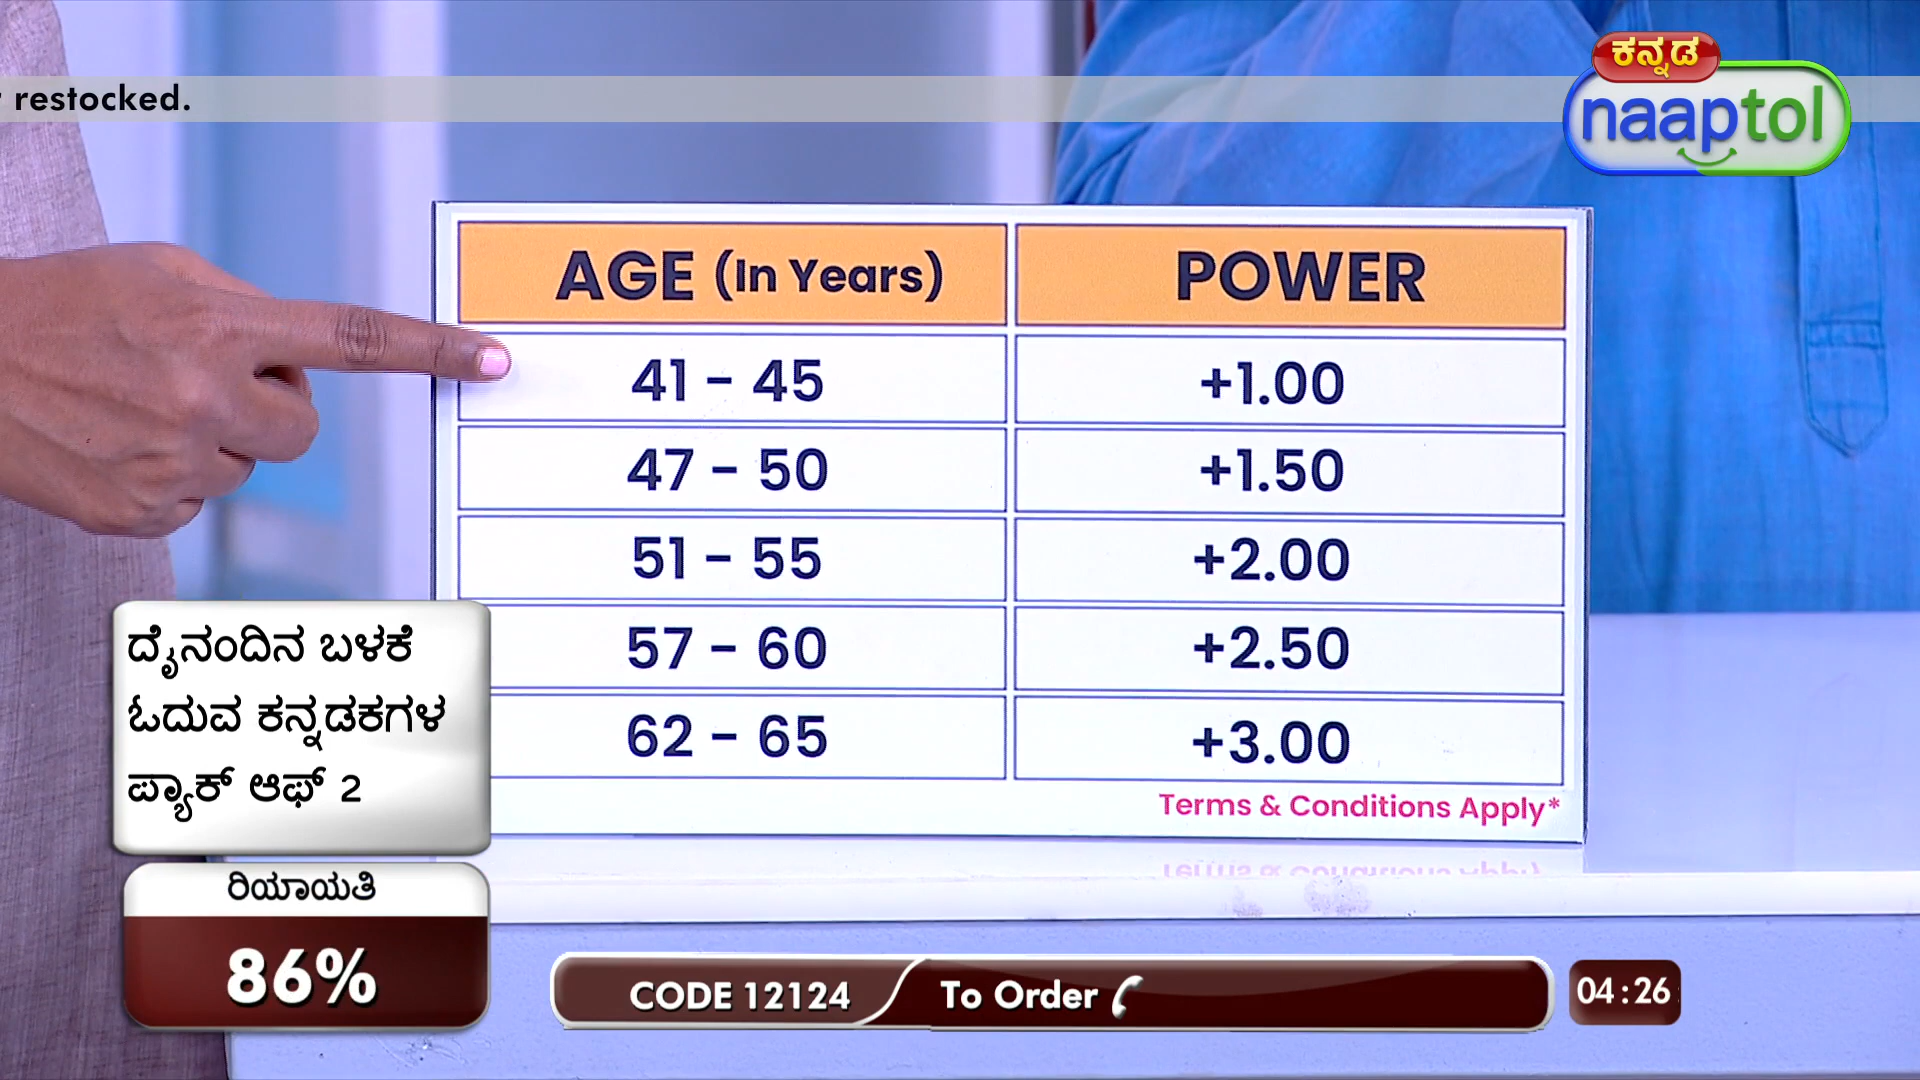 restocked.
ಕನ್ನಡ
naaptol
AGE (In Years) POWER
41 - 45 +1.00
47 - 50 +1.50
51 - 55 +2.00
57 - 60 +2.50
62 - 65 +3.00
Terms & Conditions Apply*
ದೈನಂದಿನ ಬಳಕೆ
ಓದುವ ಕನ್ನಡಕಗಳ
ಪ್ಯಾಕ್ ಆಫ್ 2
ರಿಯಾಯತಿ
86%
CODE 12124 To Order
04:26